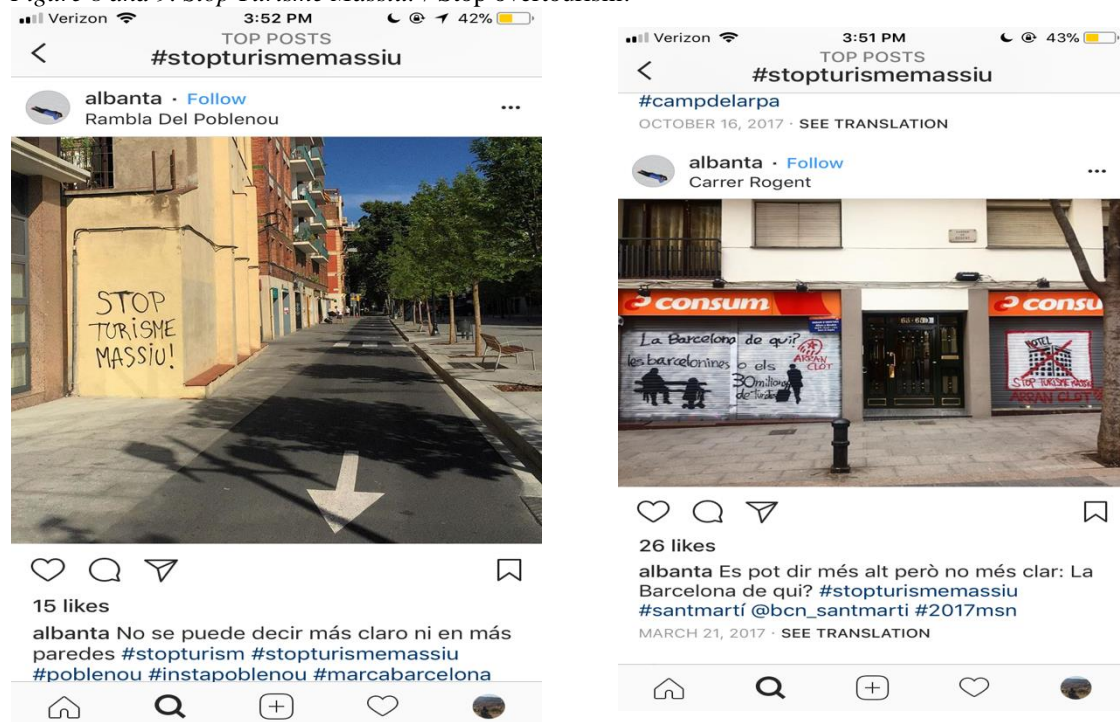 Figure 8 and 9: Stop Turisme Massiu. / Stop overtourism.
Verizon 3:52 PM 42%
TOP POSTS
#stopturismemassiu
albanta · Follow
Rambla Del Poblenou
STOP
TURISME
MASSIU!
15 likes
albanta No se puede decir más claro ni en más
paredes #stopturism #stopturismemassiu
#poblenou #instapoblenou #marcabarcelona
Verizon 3:51 PM 43%
TOP POSTS
#stopturismemassiu
#campdelarpa
OCTOBER 16, 2017 · SEE TRANSLATION
albanta · Follow
Carrer Rogent
consum
consu
La Barcelona de qui?
les barcelonines o els
30 milions
de turistes
ARRAN
CLOT
HOTEL
STOP TURISME MASSIU
ARRAN CLOT
26 likes
albanta Es pot dir més alt però no més clar: La
Barcelona de qui? #stopturismemassiu
#santmartí @bcn_santmarti #2017msn
MARCH 21, 2017 · SEE TRANSLATION